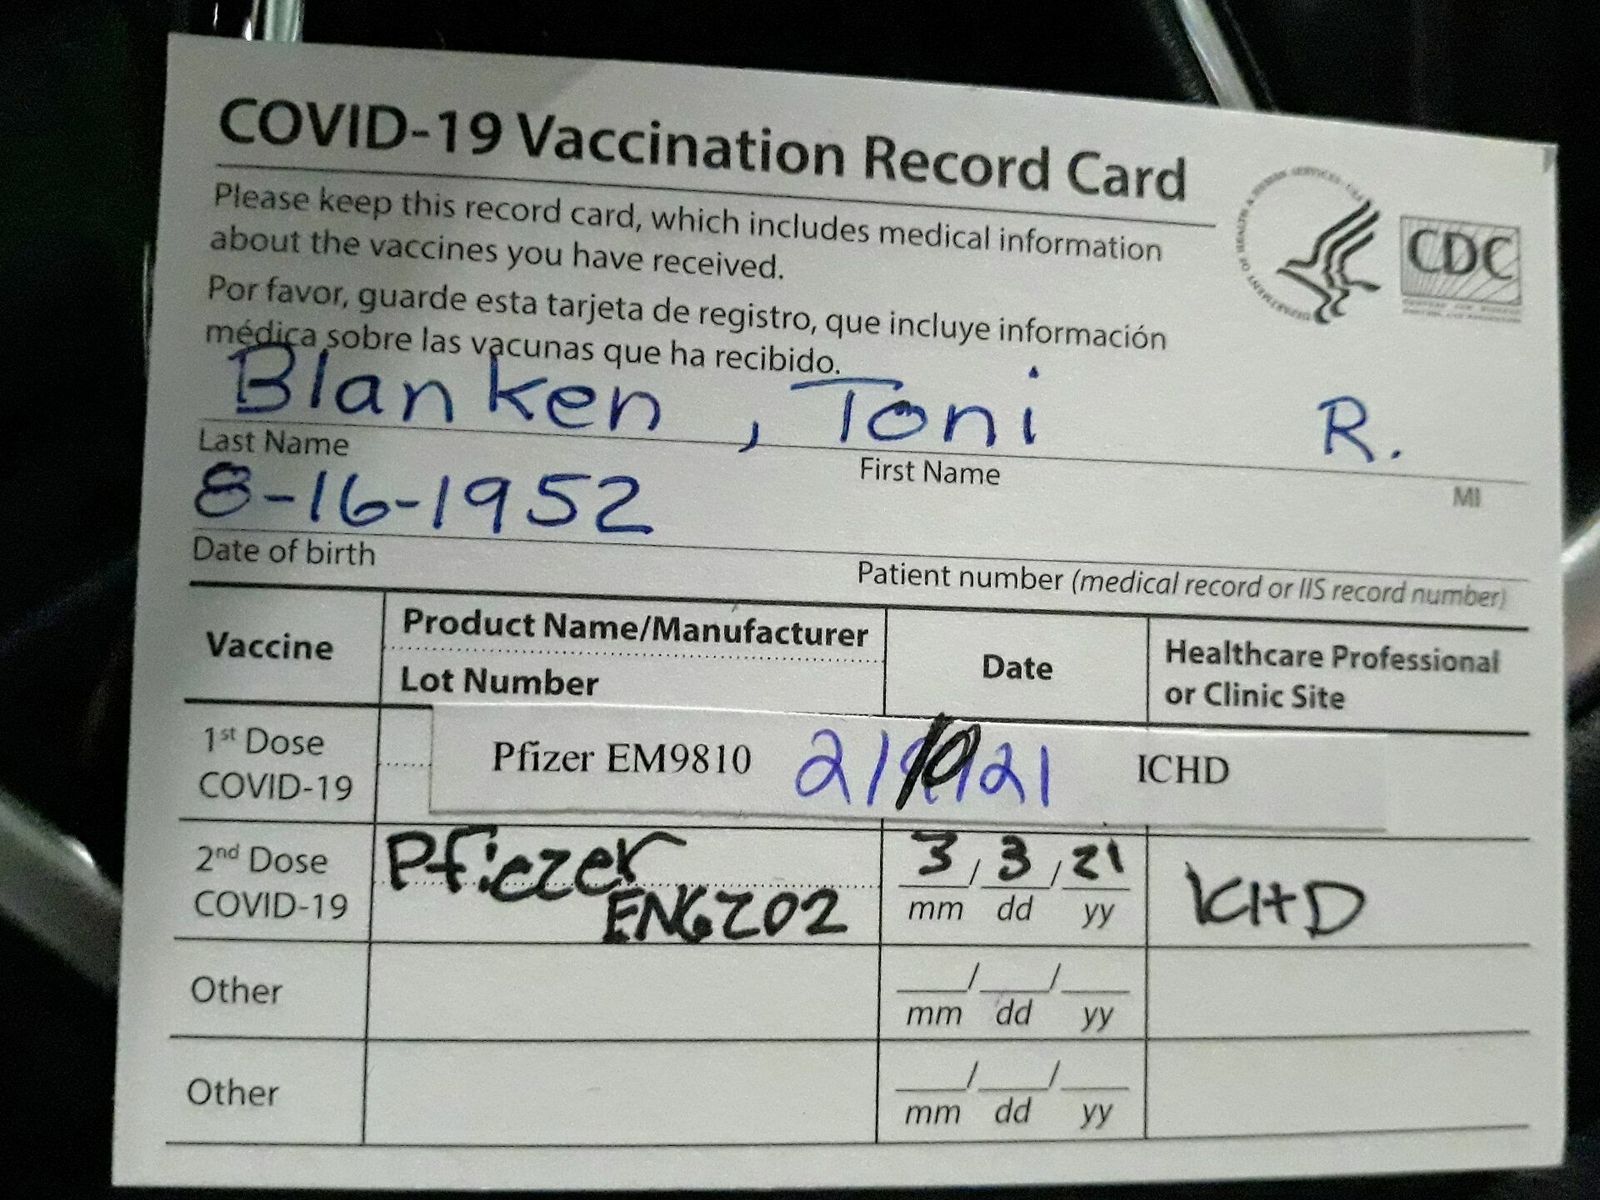 COVID-19 Vaccination Record Card
Please keep this record card, which includes medical information
about the vaccines you have received.
Por favor, guarde esta tarjeta de registro, que incluye información
médica sobre las vacunas que ha recibido.
CDC
Blanken, Toni R.
Last Name First Name MI
8-16-1952
Date of birth Patient number (medical record or IIS record number)
Vaccine Product Name/Manufacturer Date Healthcare Professional
Lot Number or Clinic Site
1st Dose
COVID-19 Pfizer EM9810 2/10/21 ICHD
2nd Dose Pfiezer 3/3/21 ICHD
COVID-19 EN6202 mm dd yy
Other / /
mm dd yy
Other / /
mm dd yy